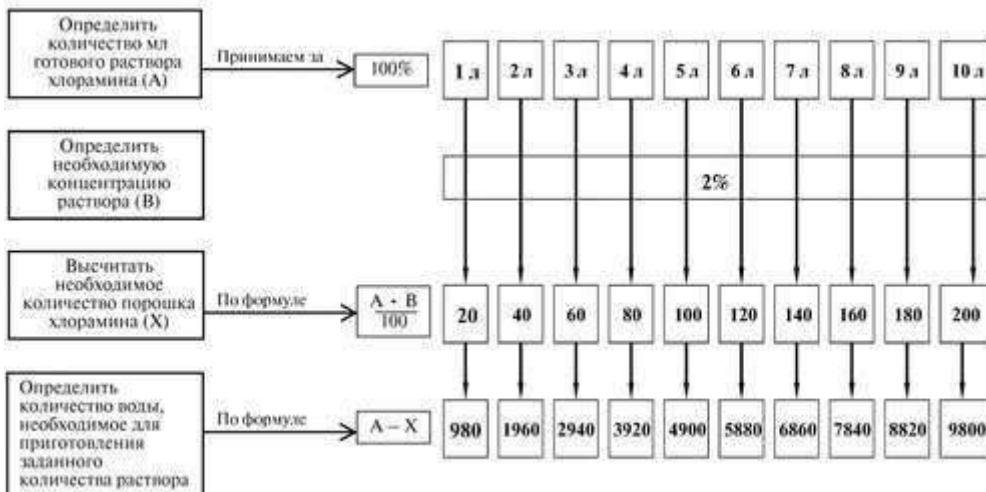 Определить
количество мл
готового раствора
хлорамина (А)
Принимаем за
100%
1 л
2 л
3 л
4 л
5 л
6 л
7 л
8 л
9 л
10 л
Определить
необходимую
концентрацию
раствора (В)
2%
Высчитать
необходимое
количество порошка
хлорамина (Х)
По формуле
А · В
100
20
40
60
80
100
120
140
160
180
200
Определить
количество воды,
необходимое для
приготовления
заданного
количества раствора
По формуле
А – Х
980
1960
2940
3920
4900
5880
6860
7840
8820
9800